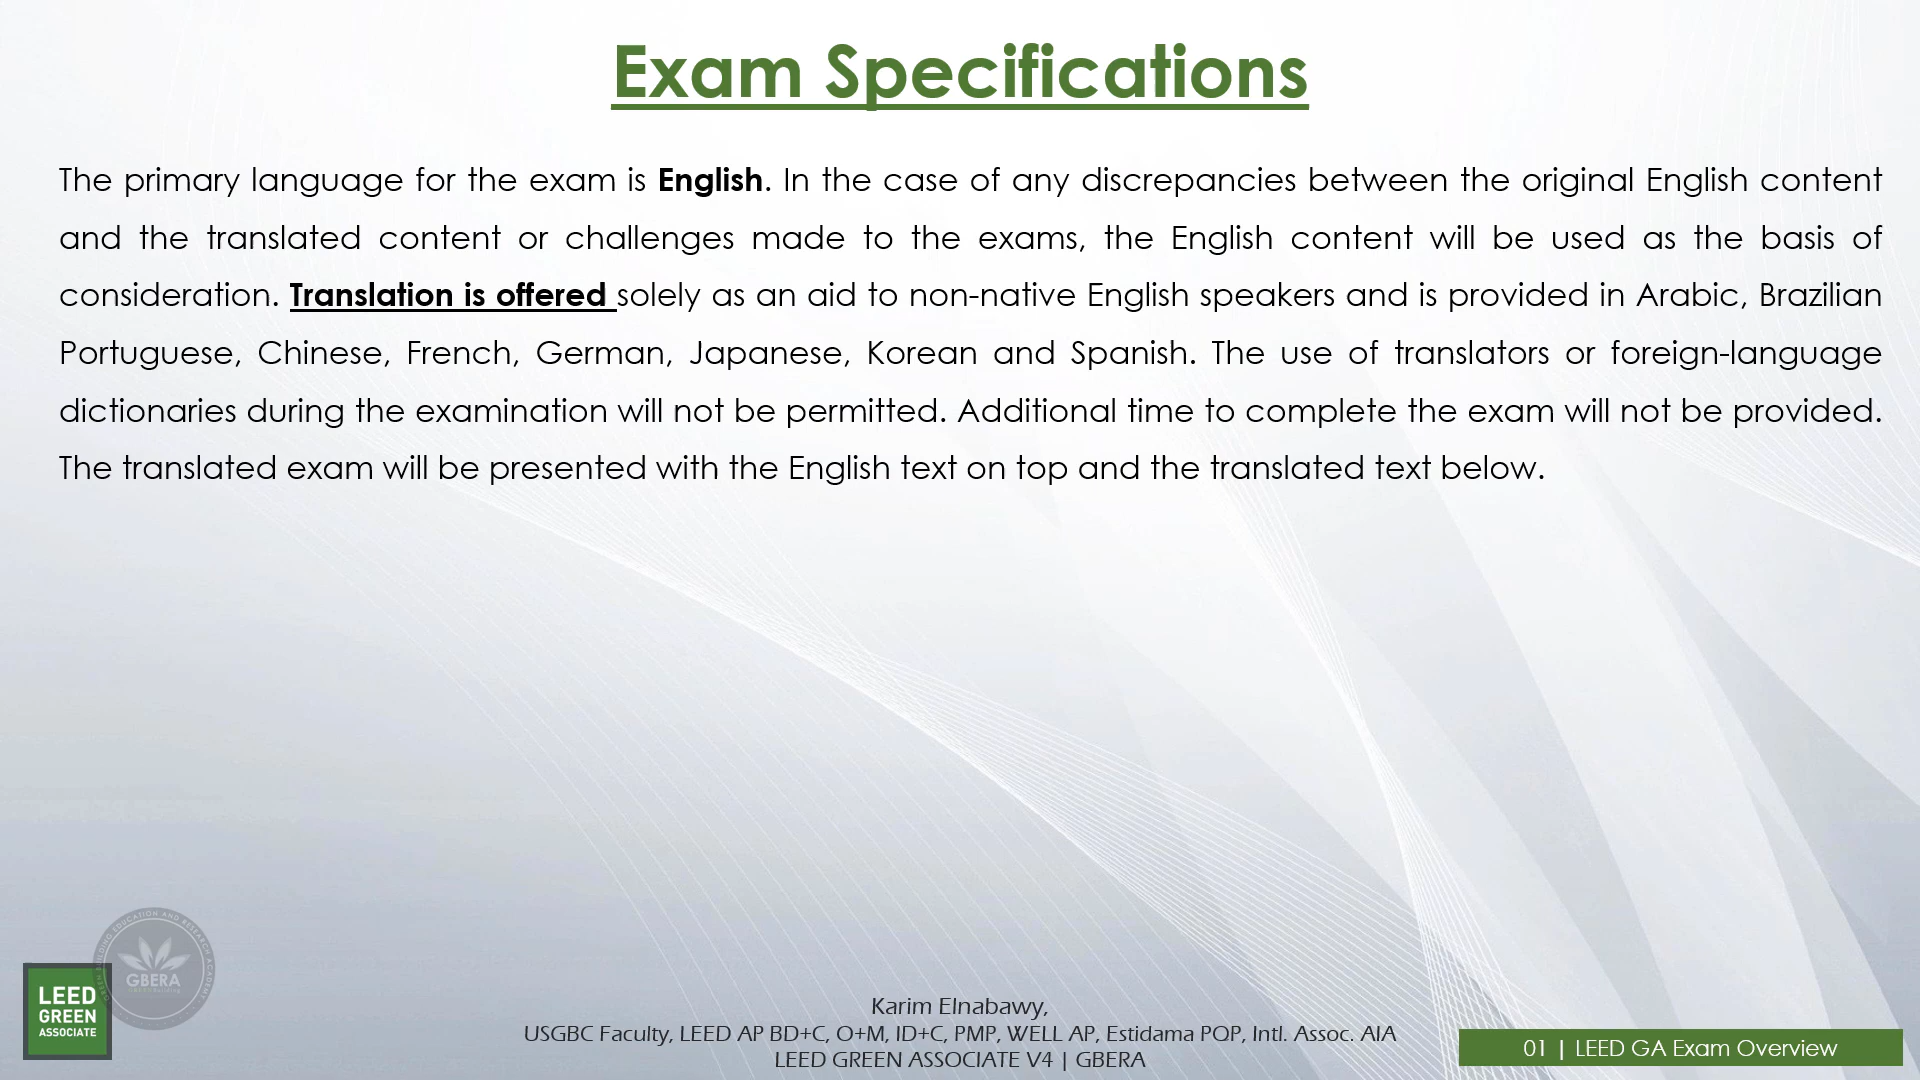 Exam Specifications
The primary language for the exam is English. In the case of any discrepancies between the original English content
and the translated content or challenges made to the exams, the English content will be used as the basis of
consideration. Translation is offered solely as an aid to non-native English speakers and is provided in Arabic, Brazilian
Portuguese, Chinese, French, German, Japanese, Korean and Spanish. The use of translators or foreign-language
dictionaries during the examination will not be permitted. Additional time to complete the exam will not be provided.
The translated exam will be presented with the English text on top and the translated text below.
GBERA
LEED
GREEN
ASSOCIATE
Karim Elnabawy,
USGBC Faculty, LEED AP BD+C, O+M, ID+C, PMP, WELL AP, Estidama PQP, Intl. Assoc. AIA
LEED GREEN ASSOCIATE V4 | GBERA
01 | LEED GA Exam Overview